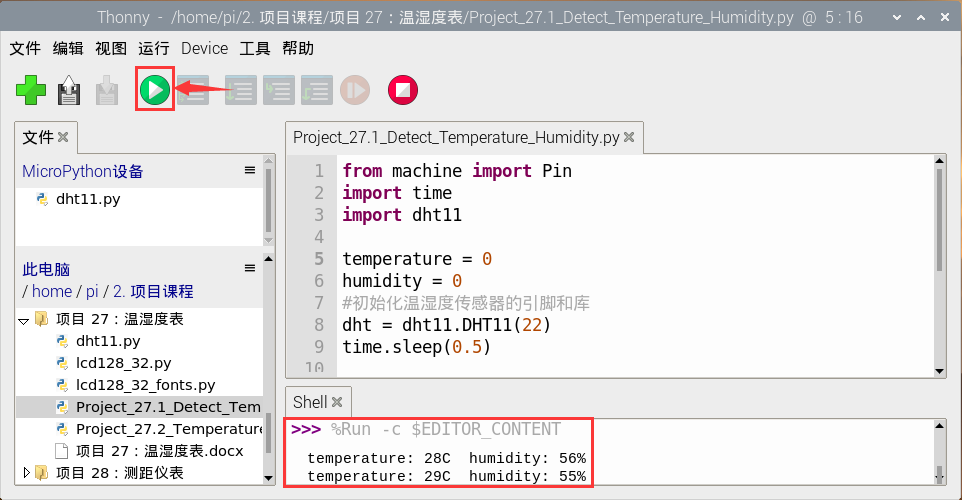 Thonny - /home/pi/2. 项目课程/项目 27：温湿度表/Project_27.1_Detect_Temperature_Humidity.py @ 5 : 16
文件 编辑 视图 运行 Device 工具 帮助
文件
MicroPython设备
dht11.py
此电脑
/ home / pi / 2. 项目课程
项目 27：温湿度表
dht11.py
lcd128_32.py
lcd128_32_fonts.py
Project_27.1_Detect_Tem
Project_27.2_Temperature
项目 27：温湿度表.docx
项目 28：测距仪表
Project_27.1_Detect_Temperature_Humidity.py
1 from machine import Pin
2 import time
3 import dht11
4
5 temperature = 0
6 humidity = 0
7 #初始化温湿度传感器的引脚和库
8 dht = dht11.DHT11(22)
9 time.sleep(0.5)
10
Shell
>>> %Run -c $EDITOR_CONTENT
temperature: 28C humidity: 56%
temperature: 29C humidity: 55%